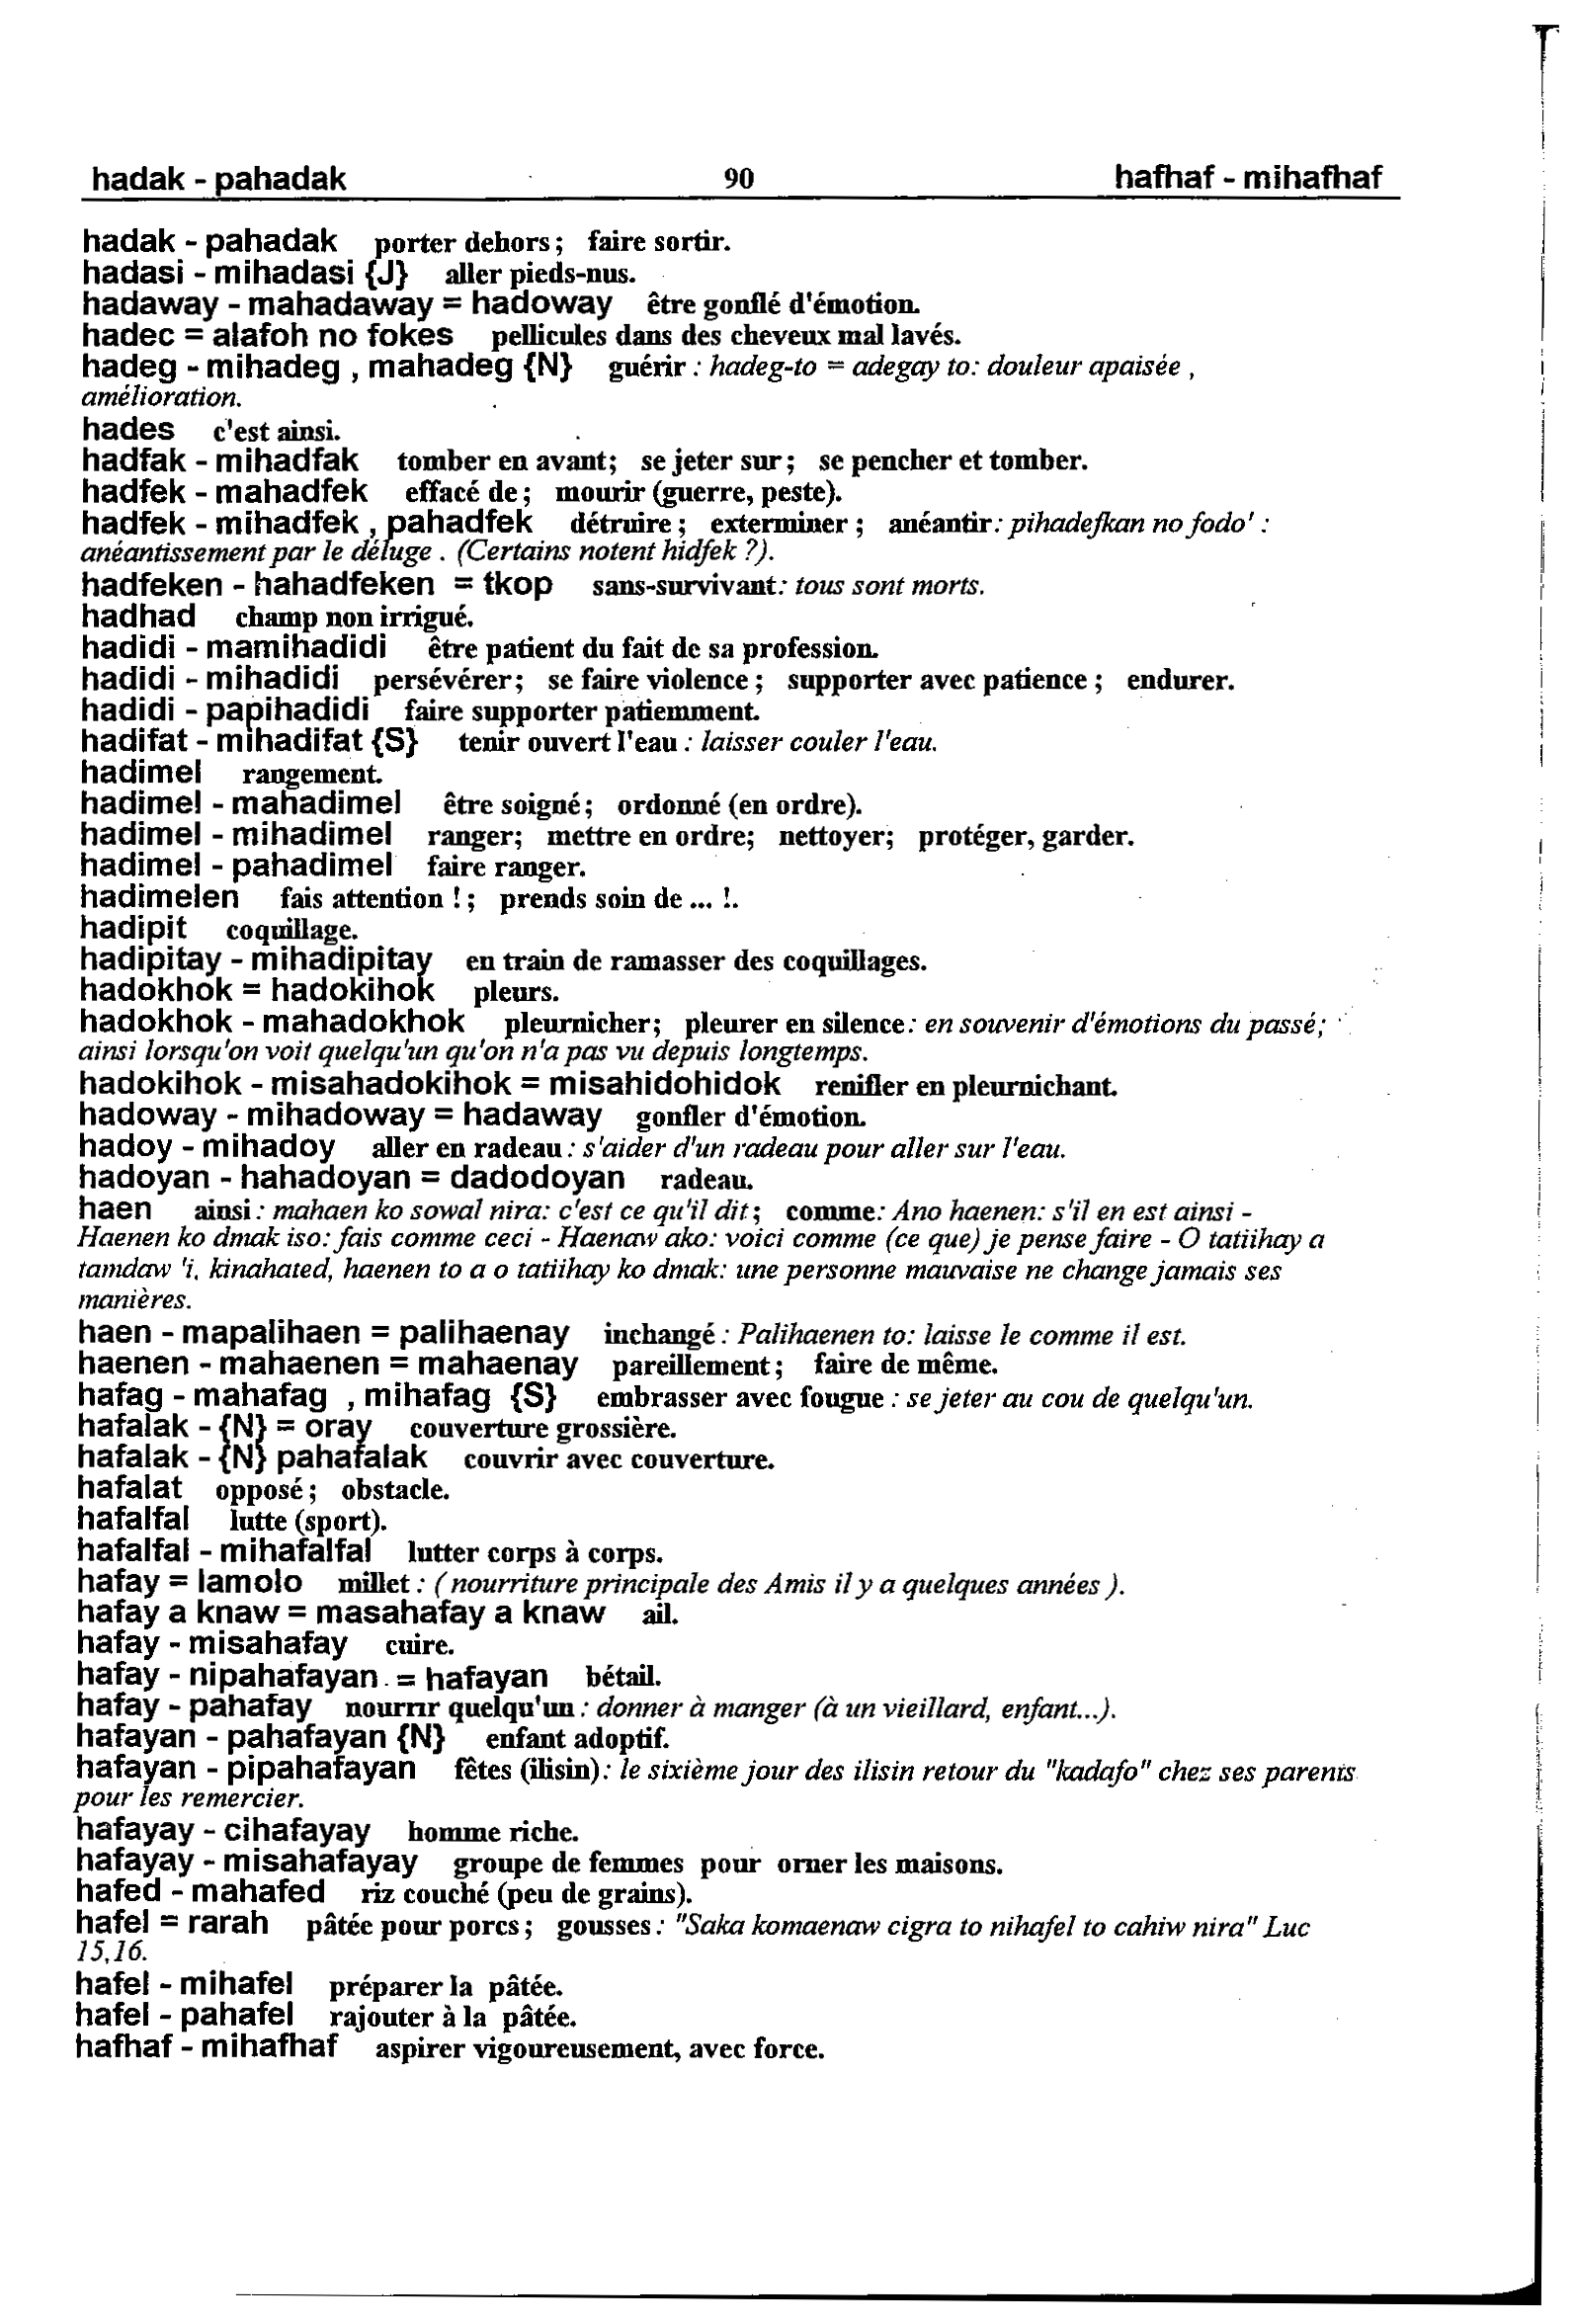 hadak - pahadak 90 hafhaf - mihafhaf
hadak - pahadak porter dehors ; faire sortir.
hadasi - mihadasi {J} aller pieds-nus.
hadaway - mahadaway = hadoway être gonflé d'émotion.
hadec = alafoh no fokes pellicules dans des cheveux mal lavés.
hadeg - mihadeg , mahadeg {N} guérir : hadeg-to = adegay to: douleur apaisée ,
amélioration.
hades c'est ainsi.
hadfak - mihadfak tomber en avant; se jeter sur ; se pencher et tomber.
hadfek - mahadfek effacé de ; mourir (guerre, peste).
hadfek - mihadfek , pahadfek détruire ; exterminer ; anéantir: pihadefkan no fodo' :
anéantissement par le déluge . (Certains notent hidfek ?).
hadfeken - hahadfeken = tkop sans-survivant: tous sont morts.
hadhad champ non irrigué.
hadidi - mamihadidi être patient du fait de sa profession.
hadidi - mihadidi persévérer; se faire violence ; supporter avec patience ; endurer.
hadidi - papihadidi faire supporter patiemment.
hadifat - mihadifat {S} tenir ouvert l'eau : laisser couler l'eau.
hadimel rangement.
hadimel - mahadimel être soigné ; ordonné (en ordre).
hadimel - mihadimel ranger; mettre en ordre; nettoyer; protéger, garder.
hadimel - pahadimel faire ranger.
hadimelen fais attention ! ; prends soin de ... !.
hadipit coquillage.
hadipitay - mihadipitay en train de ramasser des coquillages.
hadokhok = hadokihok pleurs.
hadokhok - mahadokhok pleurnicher; pleurer en silence: en souvenir d'émotions du passé;
ainsi lorsqu'on voit quelqu'un qu'on n'a pas vu depuis longtemps.
hadokihok - misahadokihok = misahidohidok renifler en pleurnichant.
hadoway - mihadoway = hadaway gonfler d'émotion.
hadoy - mihadoy aller en radeau : s'aider d'un radeau pour aller sur l'eau.
hadoyan - hahadoyan = dadodoyan radeau.
haen ainsi : mahaen ko sowal nira: c'est ce qu'il dit ; comme: Ano haenen: s'il en est ainsi -
Haenen ko dmak iso: fais comme ceci - Haenaw ako: voici comme (ce que) je pense faire - O tatiihay a
tamdaw 'i, kinahated, haenen to a o tatiihay ko dmak: une personne mauvaise ne change jamais ses
manières.
haen - mapalihaen = palihaenay inchangé : Palihaenen to: laisse le comme il est.
haenen - mahaenen = mahaenay pareillement ; faire de même.
hafag - mahafag , mihafag {S} embrasser avec fougue : se jeter au cou de quelqu'un.
hafalak - {N} = oray couverture grossière.
hafalak - {N} pahafalak couvrir avec couverture.
hafalat opposé ; obstacle.
hafalfal lutte (sport).
hafalfal - mihafalfal lutter corps à corps.
hafay = lamolo millet : ( nourriture principale des Amis il y a quelques années ).
hafay a knaw = masahafay a knaw ail.
hafay - misahafay cuire.
hafay - nipahafayan = hafayan bétail.
hafay - pahafay nourrir quelqu'un : donner à manger (à un vieillard, enfant...).
hafayan - pahafayan {N} enfant adoptif.
hafayan - pipahafayan fêtes (ilisin): le sixième jour des ilisin retour du "kadafo" chez ses parents
pour les remercier.
hafayay - cihafayay homme riche.
hafayay - misahafayay groupe de femmes pour orner les maisons.
hafed - mahafed riz couché (peu de grains).
hafel = rarah pâtée pour porcs ; gousses : "Saka komaenaw cigra to nihafel to cahiw nira" Luc
15,16.
hafel - mihafel préparer la pâtée.
hafel - pahafel rajouter à la pâtée.
hafhaf - mihafhaf aspirer vigoureusement, avec force.